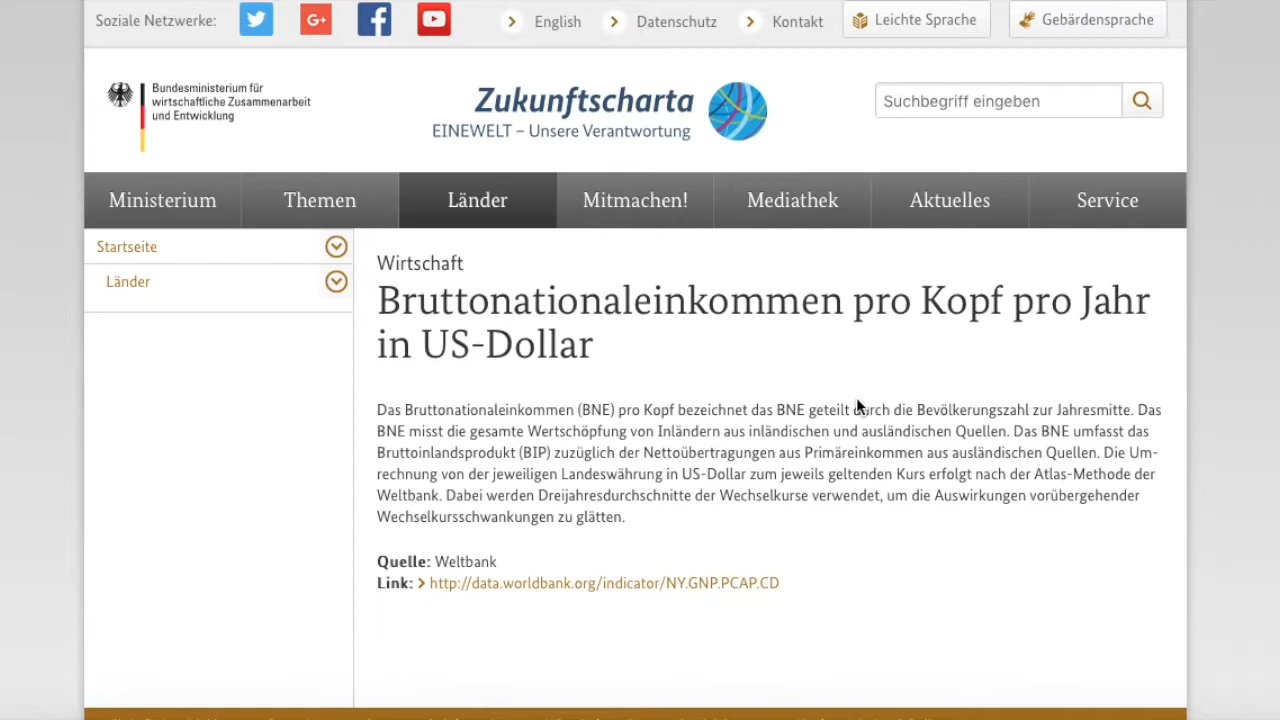 Soziale Netzwerke:
English
Datenschutz
Kontakt
Leichte Sprache
Gebärdensprache
Bundesministerium für
wirtschaftliche Zusammenarbeit
und Entwicklung
Zukunftscharta
EINEWELT – Unsere Verantwortung
Suchbegriff eingeben
Ministerium
Themen
Länder
Mitmachen!
Mediathek
Aktuelles
Service
Startseite
Länder
Wirtschaft
Bruttonationaleinkommen pro Kopf pro Jahr
in US-Dollar
Das Bruttonationaleinkommen (BNE) pro Kopf bezeichnet das BNE geteilt durch die Bevölkerungszahl zur Jahresmitte. Das
BNE misst die gesamte Wertschöpfung von Inländern aus inländischen und ausländischen Quellen. Das BNE umfasst das
Bruttoinlandsprodukt (BIP) zuzüglich der Nettoübertragungen aus Primäreinkommen aus ausländischen Quellen. Die Um-
rechnung von der jeweiligen Landeswährung in US-Dollar zum jeweils geltenden Kurs erfolgt nach der Atlas-Methode der
Weltbank. Dabei werden Dreijahresdurchschnitte der Wechselkurse verwendet, um die Auswirkungen vorübergehender
Wechselkursschwankungen zu glätten.
Quelle: Weltbank
Link: http://data.worldbank.org/indicator/NY.GNP.PCAP.CD